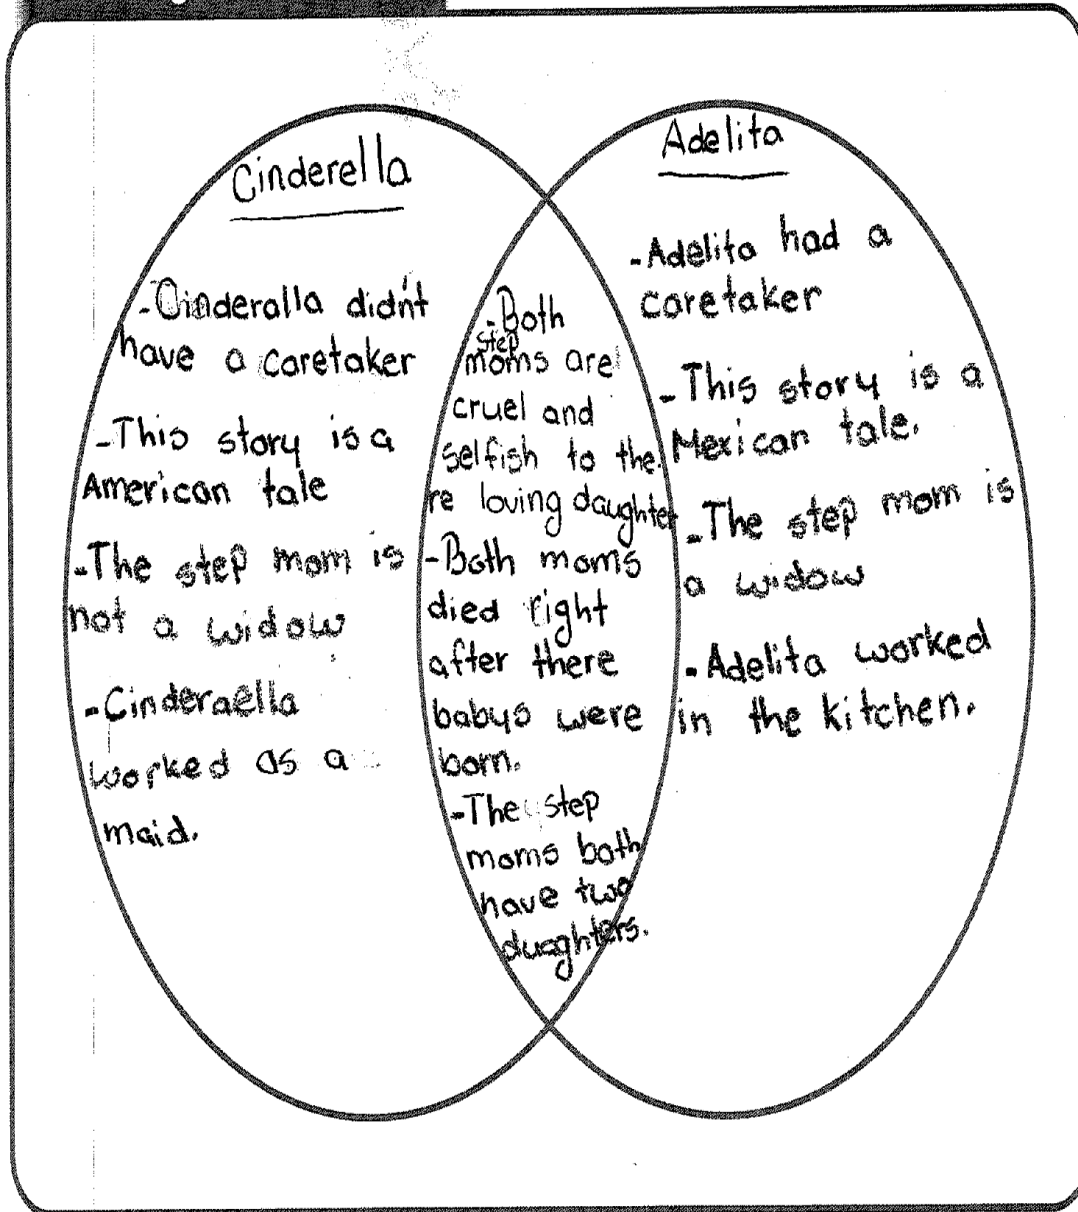 Cinderella
-Cinderalla didn't
have a caretaker
-This story is a
American tale
-The step mom is
not a widow
-Cinderaella
worked as a
maid.
-Both
step
moms are
cruel and
selfish to the
re loving daughter
-Both moms
died right
after there
babys were
born.
-The step
moms both
have two
duaghters.
Adelita
-Adelita had a
caretaker
-This story is a
Mexican tale.
-The step mom is
a widow
-Adelita worked
in the kitchen.